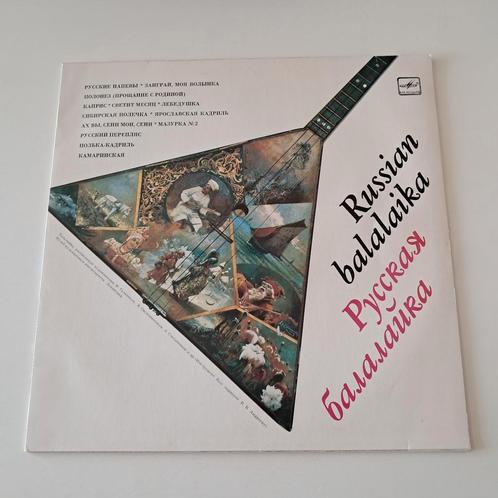 РУССКИЕ НАПЕВЫ * ЗАИГРАЙ, МОЯ ВОЛЫНКА
ПОЛОНЕЗ (ПРОЩАНИЕ С РОДИНОЙ)
КАПРИС * СВЕТИТ МЕСЯЦ * ЛЕБЕДУШКА
СИБИРСКАЯ ПОЛЕЧКА * ЯРОСЛАВСКАЯ КАДРИЛЬ
АХ ВЫ, СЕНИ МОИ, СЕНИ * МАЗУРКА № 2
РУССКИЙ ПЕРЕПЛЯС
ПОЛЬКА-КАДРИЛЬ
КАМАРИНСКАЯ
Russian
balalaika
Русская
балалайка